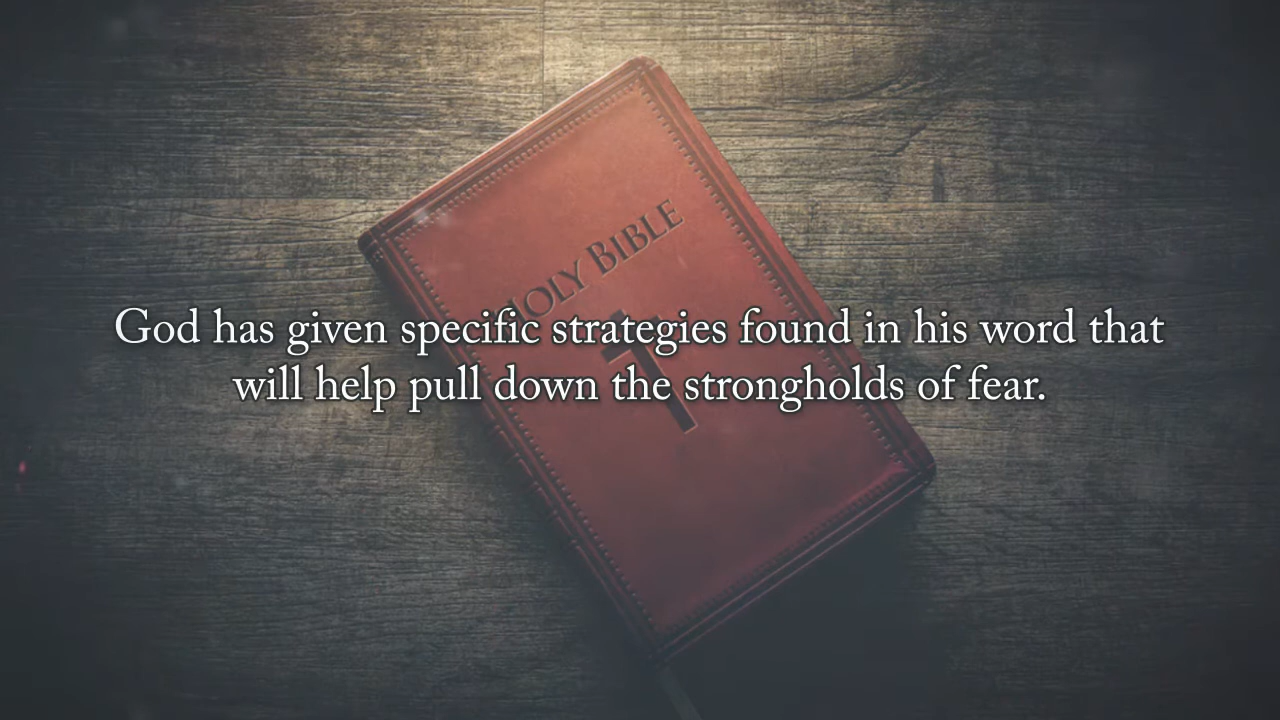 HOLY BIBLE
God has given specific strategies found in his word that
will help pull down the strongholds of fear.